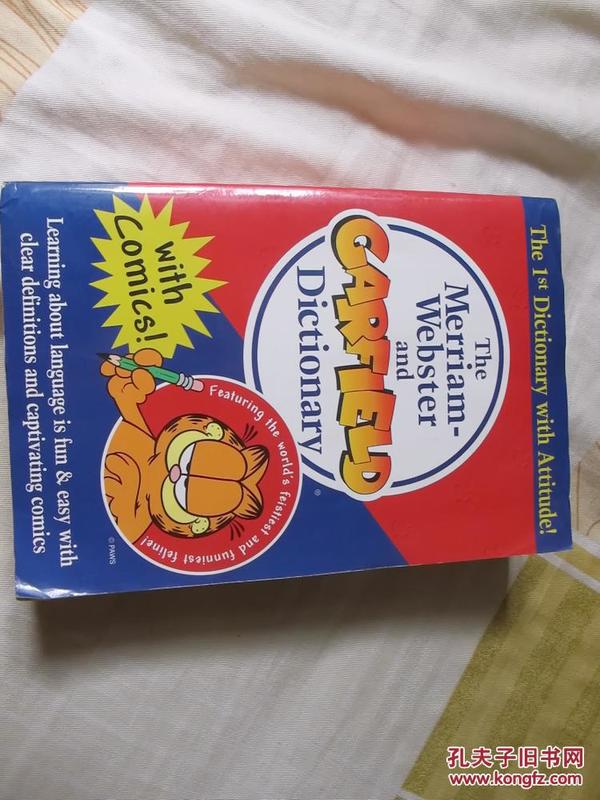 The 1st Dictionary with Attitude!
The
Merriam-
Webster
and
GARFIELD
Dictionary
®
with
Comics!
Featuring the world's feistiest and funniest feline!
© PAWS
Learning about language is fun & easy with
clear definitions and captivating comics
孔夫子旧书网
www.kongfz.com